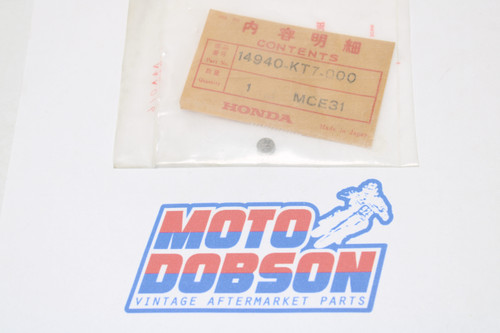 内容明細
CONTENTS
14940-KT7-000
1 MCE31
HONDA
Made in Japan
MOTO
DOBSON
VINTAGE AFTERMARKET PARTS